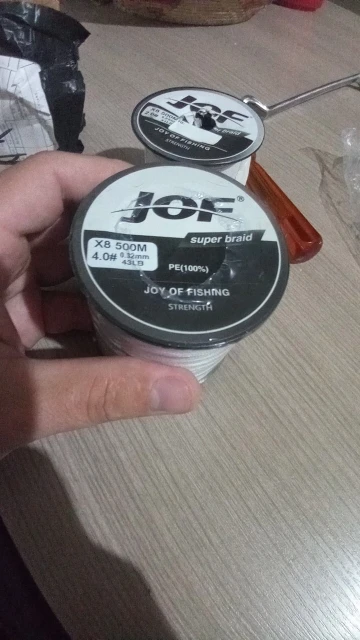 JOF®
super braid
X8 500M
4.0# 0.32mm
43LB
PE(100%)
JOY OF FISHING
STRENGTH
JOF
braid
JOY OF FISHING
STRENGTH